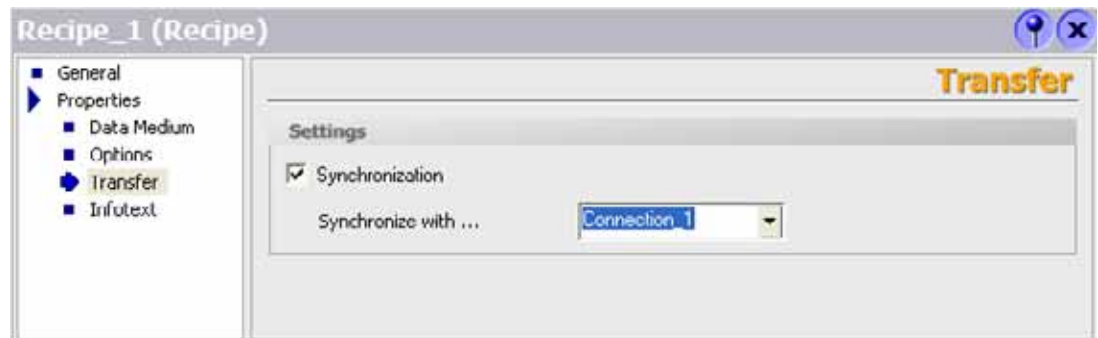 Recipe_1 (Recipe)
General
Properties
Data Medium
Options
Transfer
Infotext
Transfer
Settings
Synchronization
Synchronize with ...
Connection_1